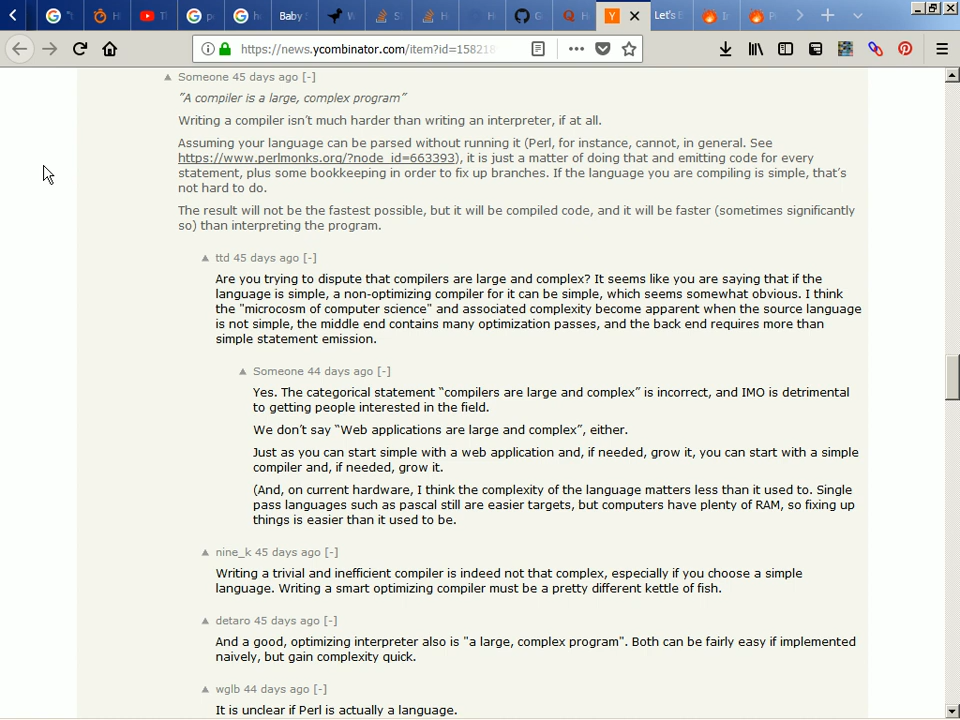 Baby
W
S
H
H
G
Q H
Let's E
I
P
https://news.ycombinator.com/item?id=158218
Someone 45 days ago [-]
"A compiler is a large, complex program"
Writing a compiler isn't much harder than writing an interpreter, if at all.
Assuming your language can be parsed without running it (Perl, for instance, cannot, in general. See
https://www.perlmonks.org/?node_id=663393), it is just a matter of doing that and emitting code for every
statement, plus some bookkeeping in order to fix up branches. If the language you are compiling is simple, that's
not hard to do.
The result will not be the fastest possible, but it will be compiled code, and it will be faster (sometimes significantly
so) than interpreting the program.
ttd 45 days ago [-]
Are you trying to dispute that compilers are large and complex? It seems like you are saying that if the
language is simple, a non-optimizing compiler for it can be simple, which seems somewhat obvious. I think
the "microcosm of computer science" and associated complexity become apparent when the source language
is not simple, the middle end contains many optimization passes, and the back end requires more than
simple statement emission.
Someone 44 days ago [-]
Yes. The categorical statement “compilers are large and complex” is incorrect, and IMO is detrimental
to getting people interested in the field.
We don’t say “Web applications are large and complex”, either.
Just as you can start simple with a web application and, if needed, grow it, you can start with a simple
compiler and, if needed, grow it.
(And, on current hardware, I think the complexity of the language matters less than it used to. Single
pass languages such as pascal still are easier targets, but computers have plenty of RAM, so fixing up
things is easier than it used to be.
nine_k 45 days ago [-]
Writing a trivial and inefficient compiler is indeed not that complex, especially if you choose a simple
language. Writing a smart optimizing compiler must be a pretty different kettle of fish.
detaro 45 days ago [-]
And a good, optimizing interpreter also is "a large, complex program". Both can be fairly easy if implemented
naively, but gain complexity quick.
wglb 44 days ago [-]
It is unclear if Perl is actually a language.